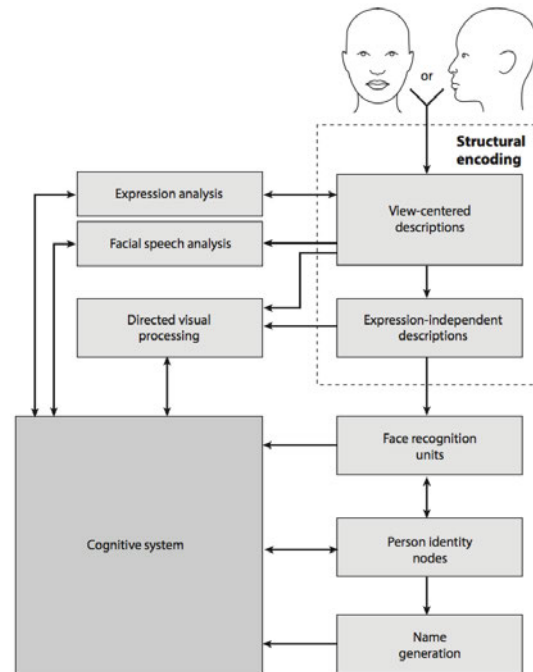 or
Structural
encoding
Expression analysis
View-centered
descriptions
Facial speech analysis
Directed visual
processing
Expression-independent
descriptions
Face recognition
units
Cognitive system
Person identity
nodes
Name
generation